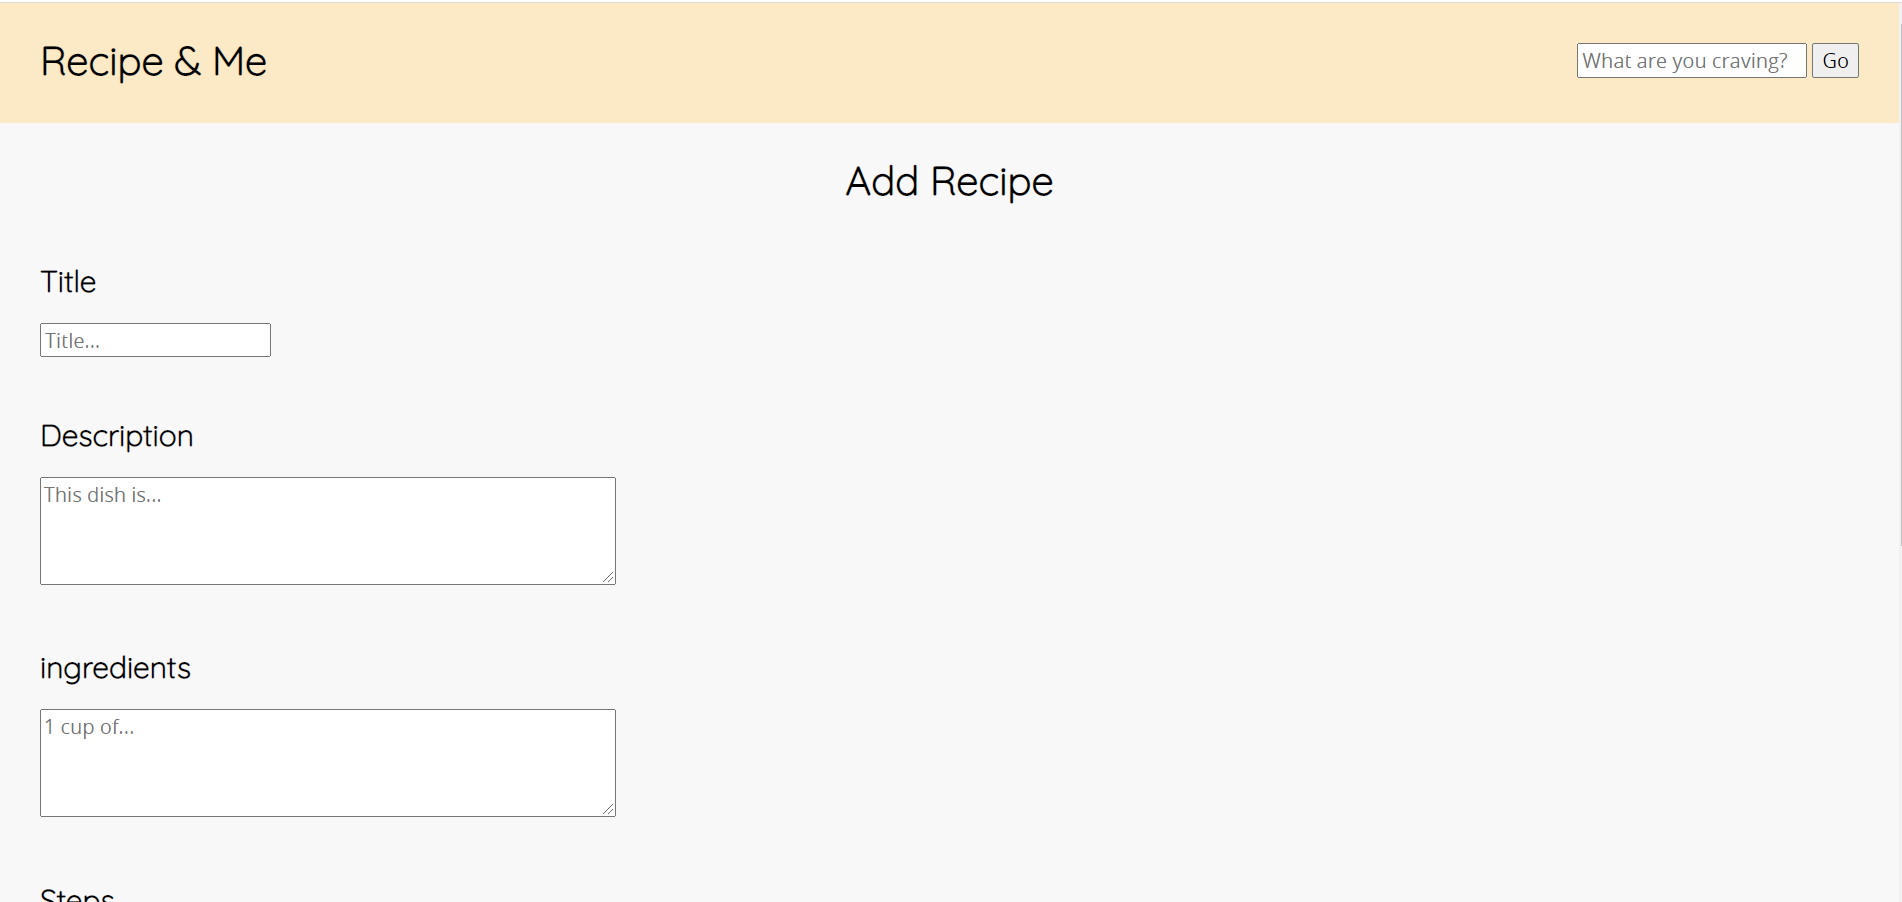 Recipe & Me
What are you craving? Go
Add Recipe
Title
Title...
Description
This dish is...
ingredients
1 cup of...
Steps